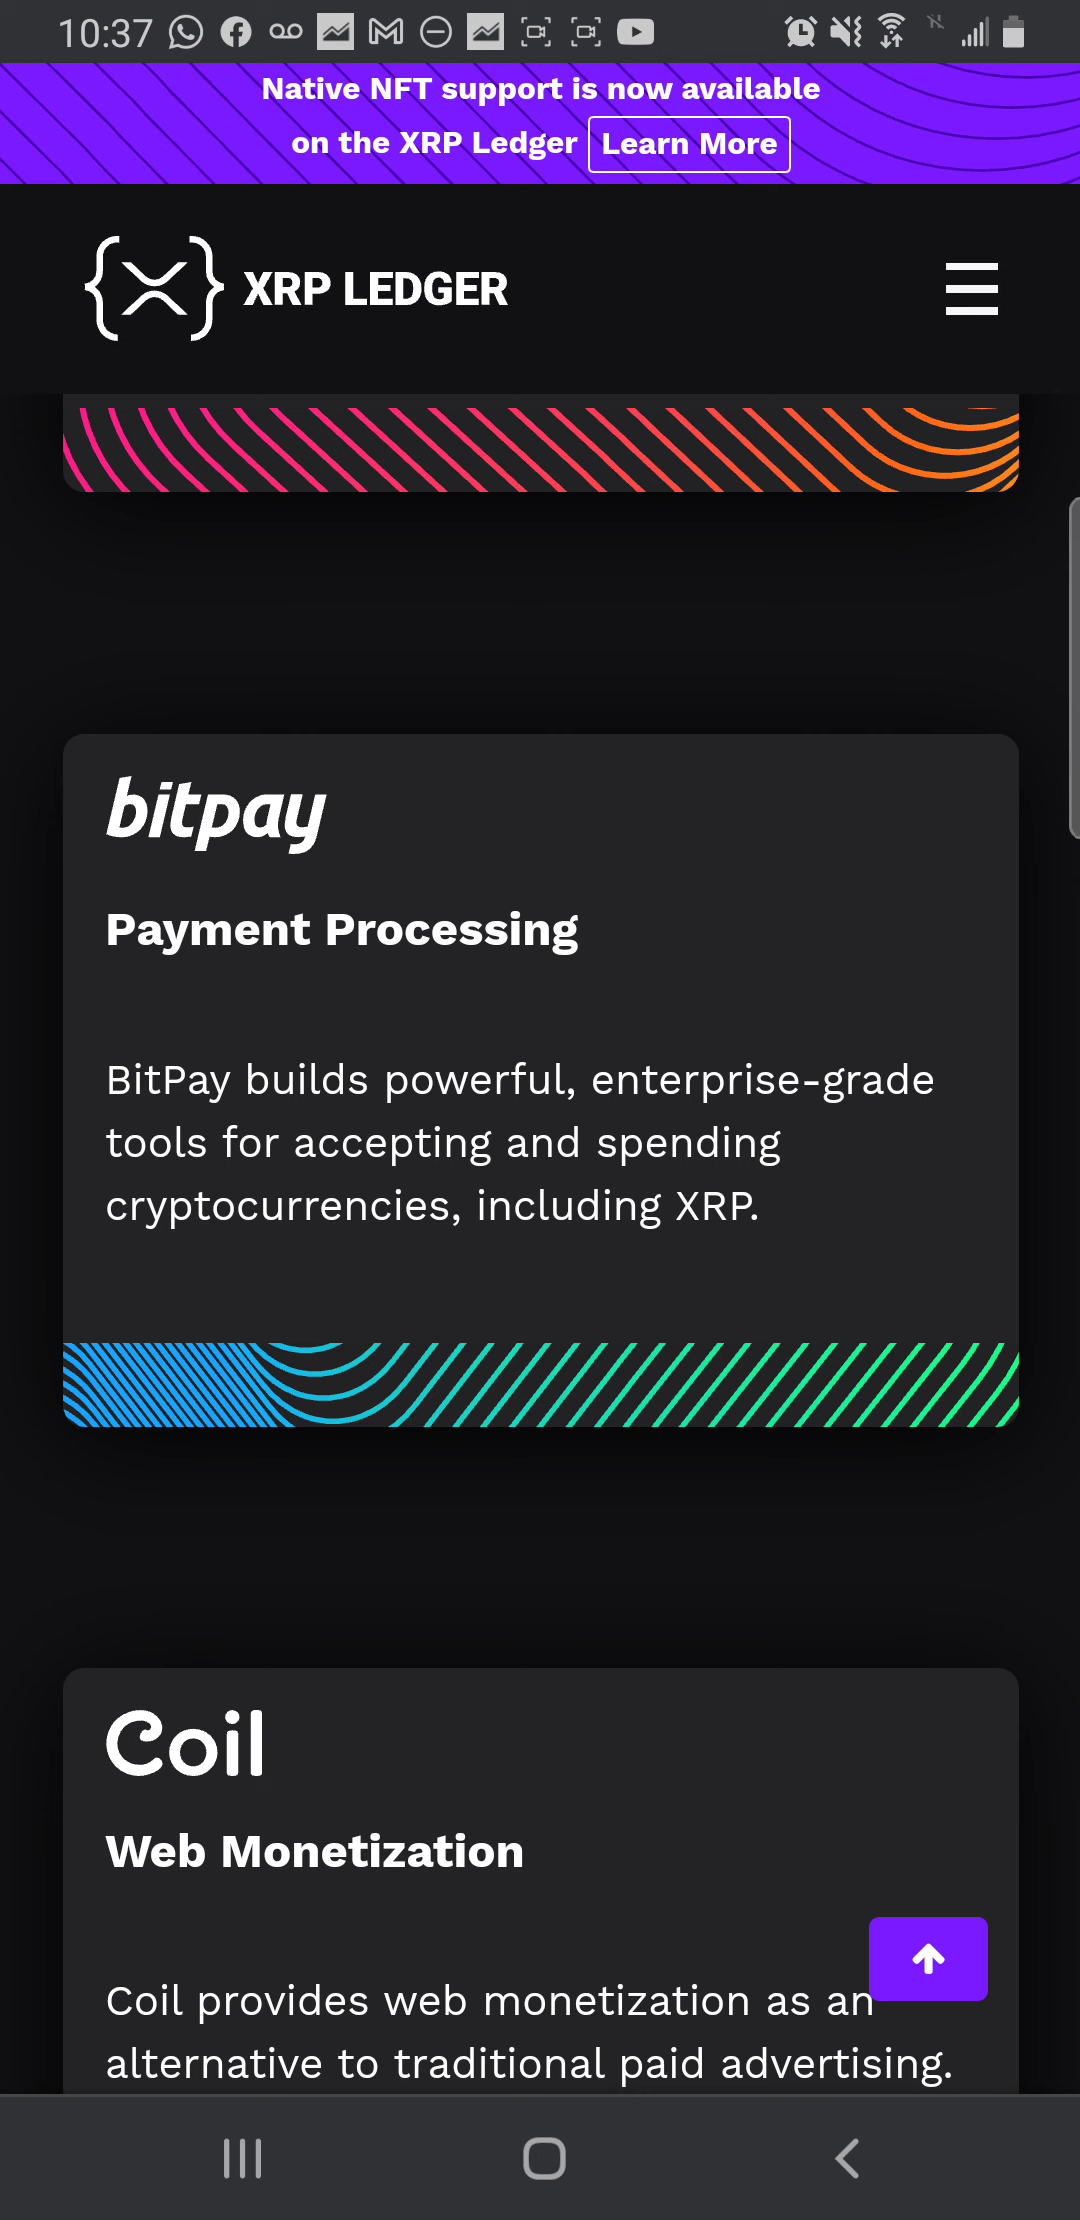 10:37
Native NFT support is now available
on the XRP Ledger Learn More
XRP LEDGER
bitpay
Payment Processing
BitPay builds powerful, enterprise-grade
tools for accepting and spending
cryptocurrencies, including XRP.
Coil
Web Monetization
Coil provides web monetization as an
alternative to traditional paid advertising.